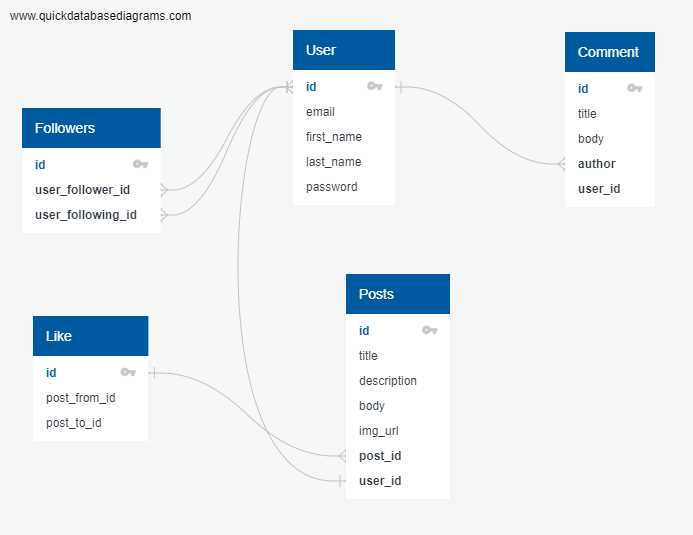 www.quickdatabasediagrams.com
User
id
email
first_name
last_name
password
Comment
id
title
body
author
user_id
Followers
id
user_follower_id
user_following_id
Posts
id
title
description
body
img_url
post_id
user_id
Like
id
post_from_id
post_to_id